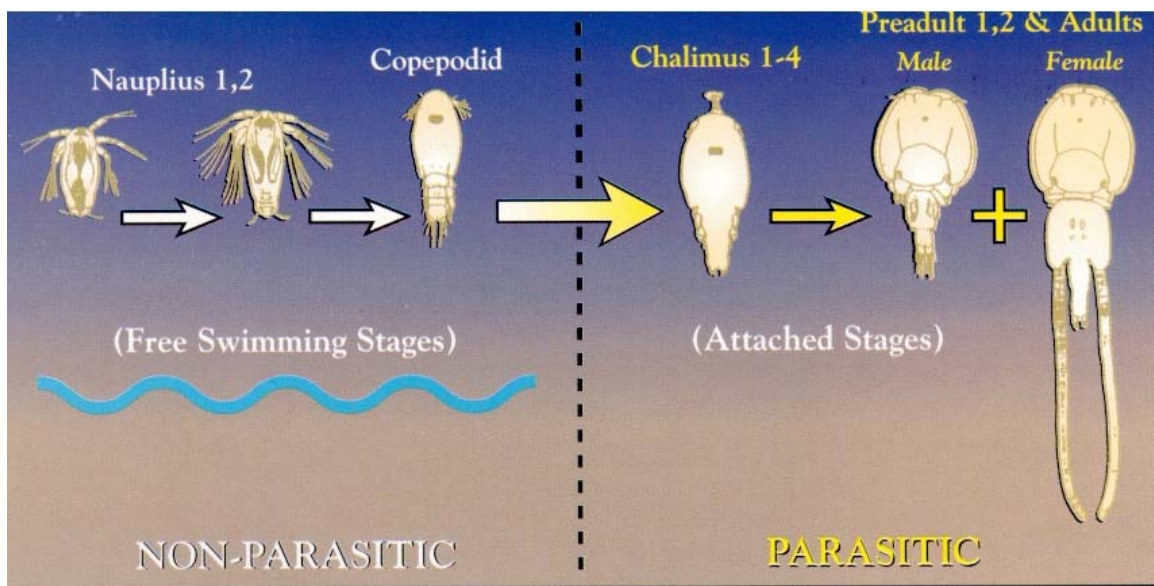 Nauplius 1,2
Copepodid
Chalimus 1-4
Preadult 1,2 & Adults
Male
Female
(Free Swimming Stages)
(Attached Stages)
NON-PARASITIC
PARASITIC